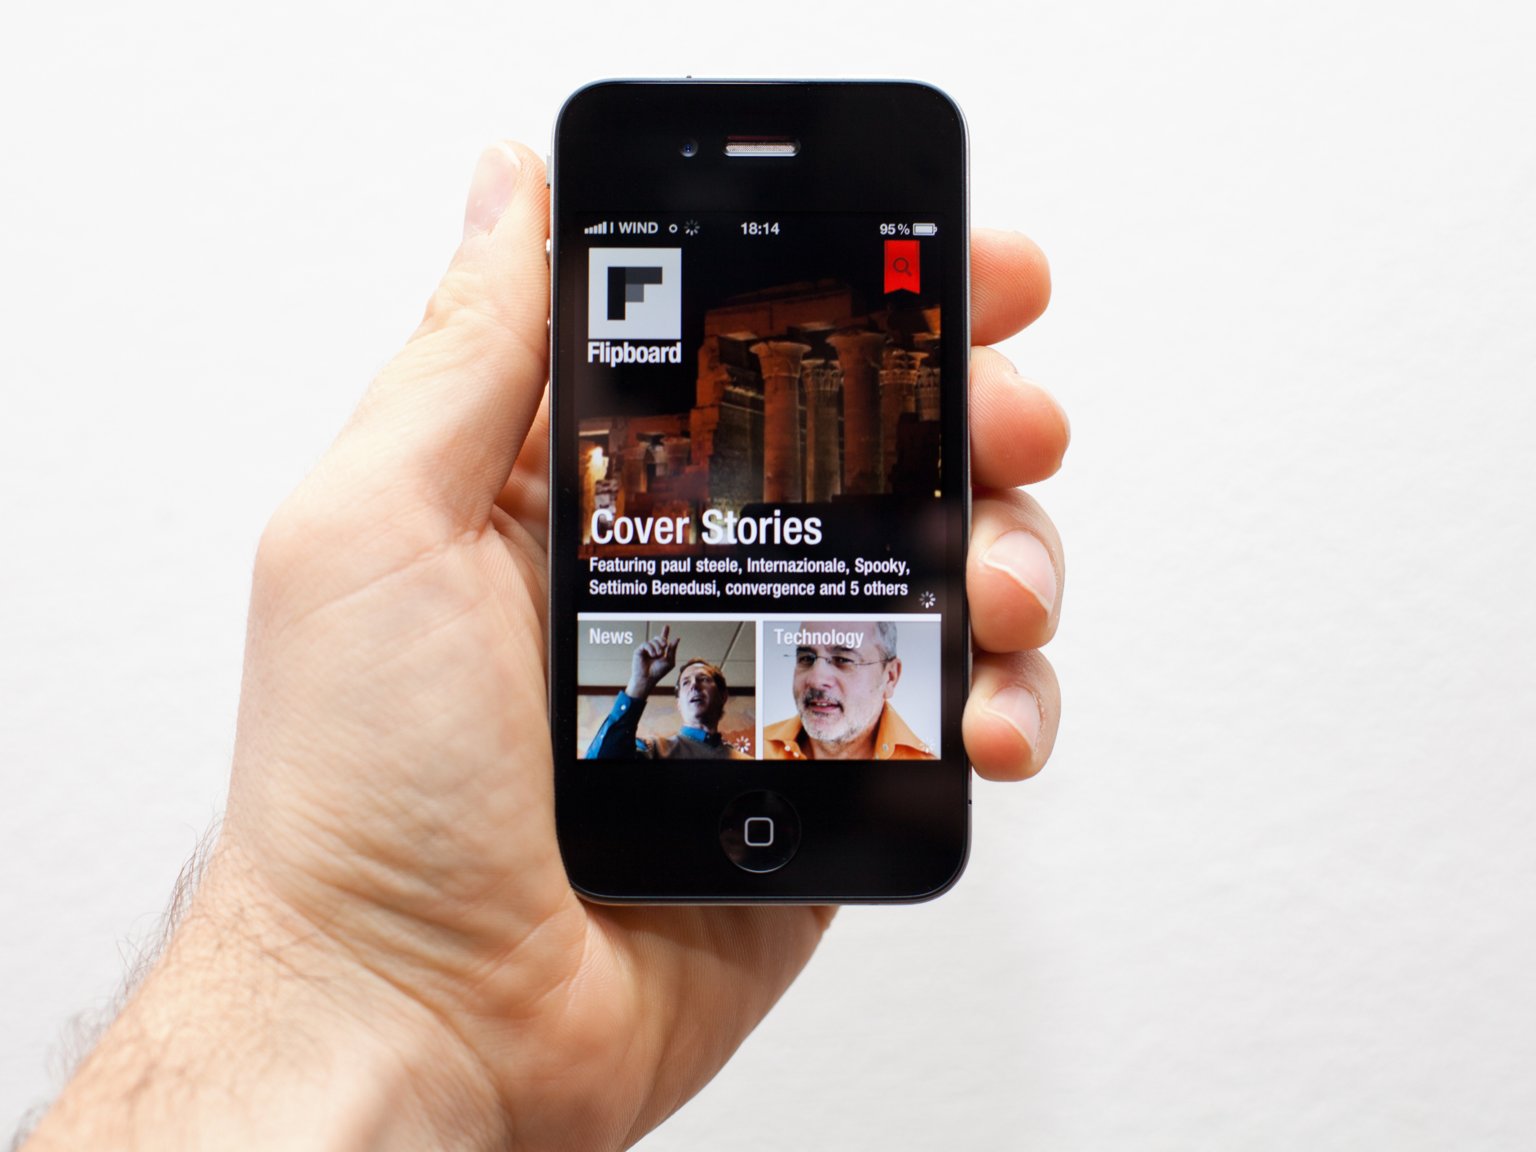 I WIND 18:14 95%
Flipboard
Cover Stories
Featuring paul steele, Internazionale, Spooky,
Settimio Benedusi, convergence and 5 others
News Technology